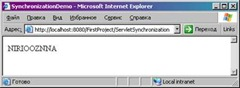 SynchronizationDemo - Microsoft Internet Explorer
Файл Правка Вид Избранное Сервис Справка
Адрес: http://localhost:8080/FirstProject/ServletSynchronization Переход Links
NIRIOOZNNA
Готово Local intranet